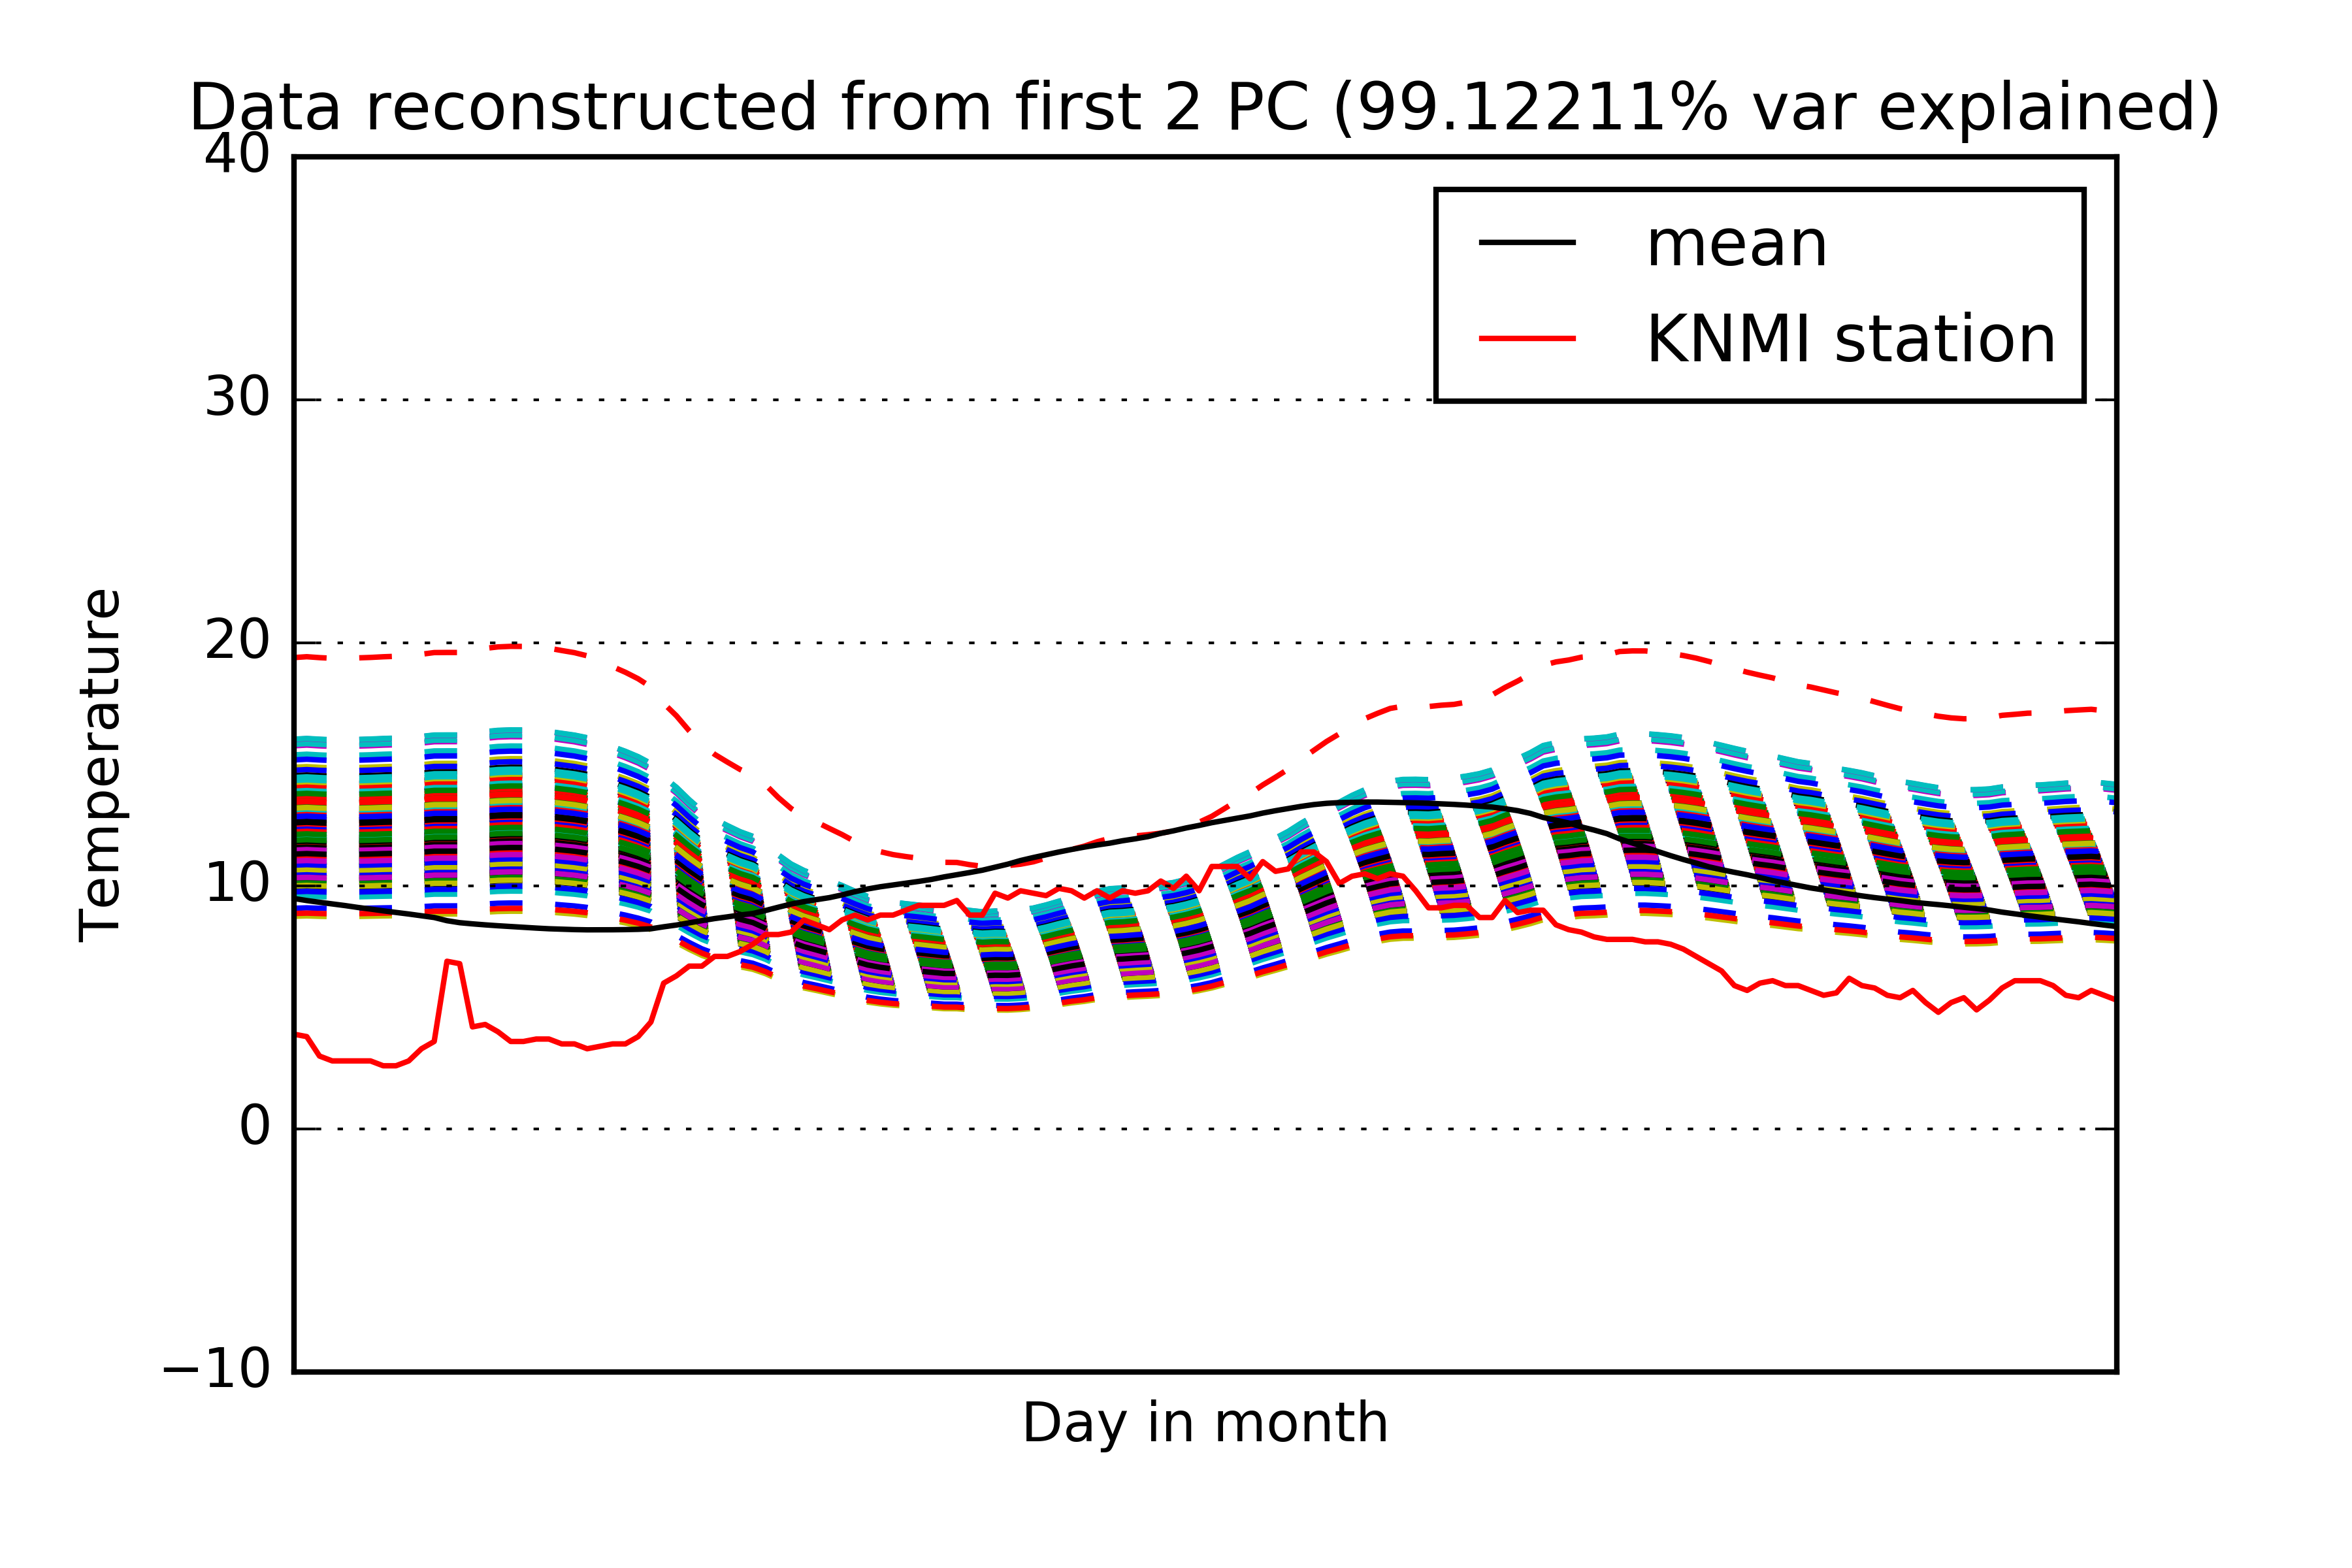 Data reconstructed from first 2 PC (99.12211% var explained)
40
30
20
10
0
−10
Temperature
mean
KNMI station
Day in month